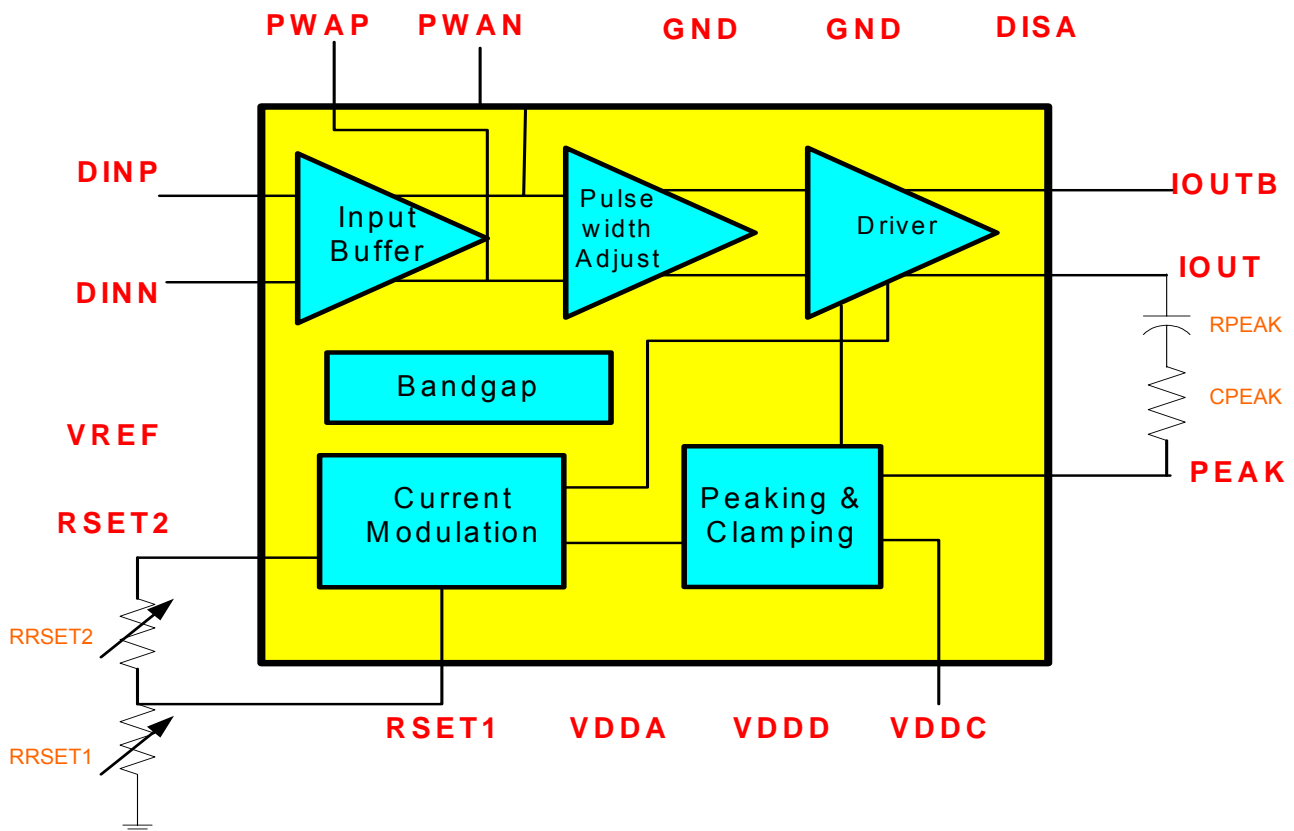 PWAP PWAN GND GND DISA
DINP
DINN
Input
Buffer
Pulse
width
Adjust
Driver
IOUTB
IOUT
RPEAK
CPEAK
PEAK
Bandgap
VREF
RSET2
Current
Modulation
Peaking &
Clamping
RRSET2
RRSET1
RSET1 VDDA VDDD VDDC